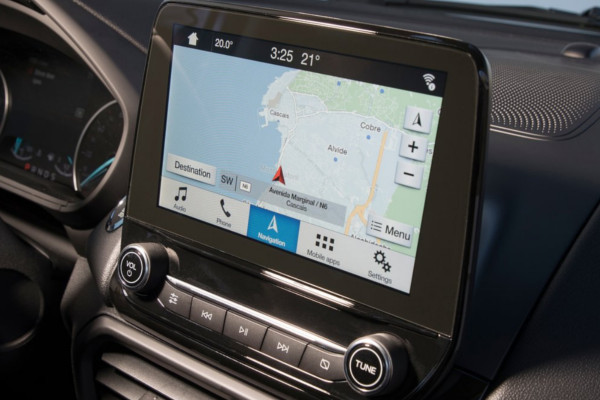 20.0°
3:25 21°
Cascais
Cobre
Alvide
Destination
SW
N6
Avenida Marginal / N6
Cascais
Menu
Audio
Phone
Navigation
Mobile apps
Settings
VOL
TUNE